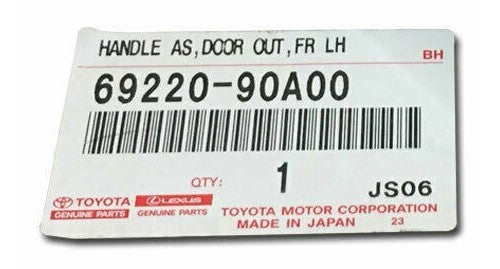 HANDLE AS,DOOR OUT,FR LH
BH
69220-90A00
QTY: 1 JS06
TOYOTA LEXUS TOYOTA MOTOR CORPORATION
GENUINE PARTS GENUINE PARTS MADE IN JAPAN 23